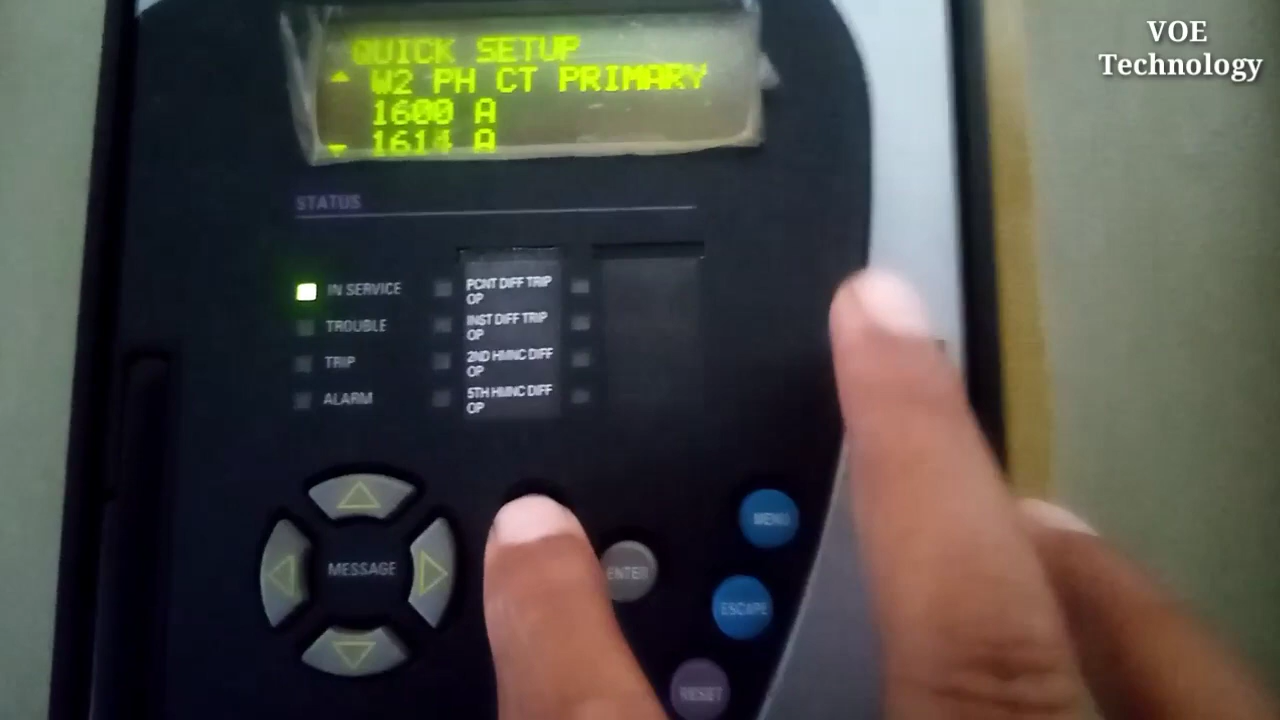 VOE
Technology
QUICK SETUP
W2 PH CT PRIMARY
1600 A
1614 A
STATUS
IN SERVICE
TROUBLE
TRIP
ALARM
PCNT DIFF TRIP
OP
INST DIFF TRIP
OP
2ND HMNC DIFF
OP
5TH HMNC DIFF
OP
MESSAGE
MENU
ENTER
ESCAPE
RESET